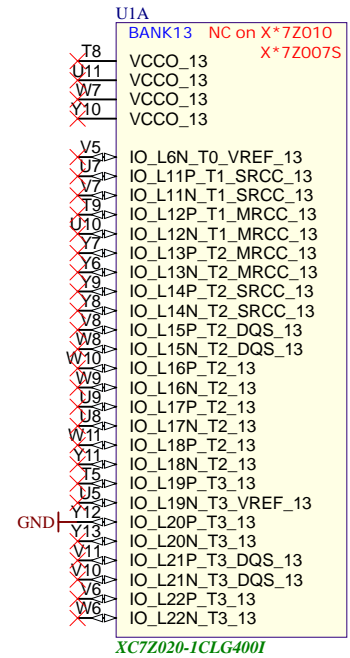 U1A
BANK13 NC on X*7Z010
X*7Z007S
T8 VCCO_13
U11 VCCO_13
W7 VCCO_13
Y10 VCCO_13
V5 IO_L6N_T0_VREF_13
U7 IO_L11P_T1_SRCC_13
V7 IO_L11N_T1_SRCC_13
T9 IO_L12P_T1_MRCC_13
U10 IO_L12N_T1_MRCC_13
Y7 IO_L13P_T2_MRCC_13
Y6 IO_L13N_T2_MRCC_13
Y9 IO_L14P_T2_SRCC_13
Y8 IO_L14N_T2_SRCC_13
V8 IO_L15P_T2_DQS_13
W8 IO_L15N_T2_DQS_13
W10 IO_L16P_T2_13
W9 IO_L16N_T2_13
U9 IO_L17P_T2_13
U8 IO_L17N_T2_13
W11 IO_L18P_T2_13
Y11 IO_L18N_T2_13
T5 IO_L19P_T3_13
U5 IO_L19N_T3_VREF_13
GND Y12 IO_L20P_T3_13
Y13 IO_L20N_T3_13
V11 IO_L21P_T3_DQS_13
V10 IO_L21N_T3_DQS_13
V6 IO_L22P_T3_13
W6 IO_L22N_T3_13
XC7Z020-1CLG400I